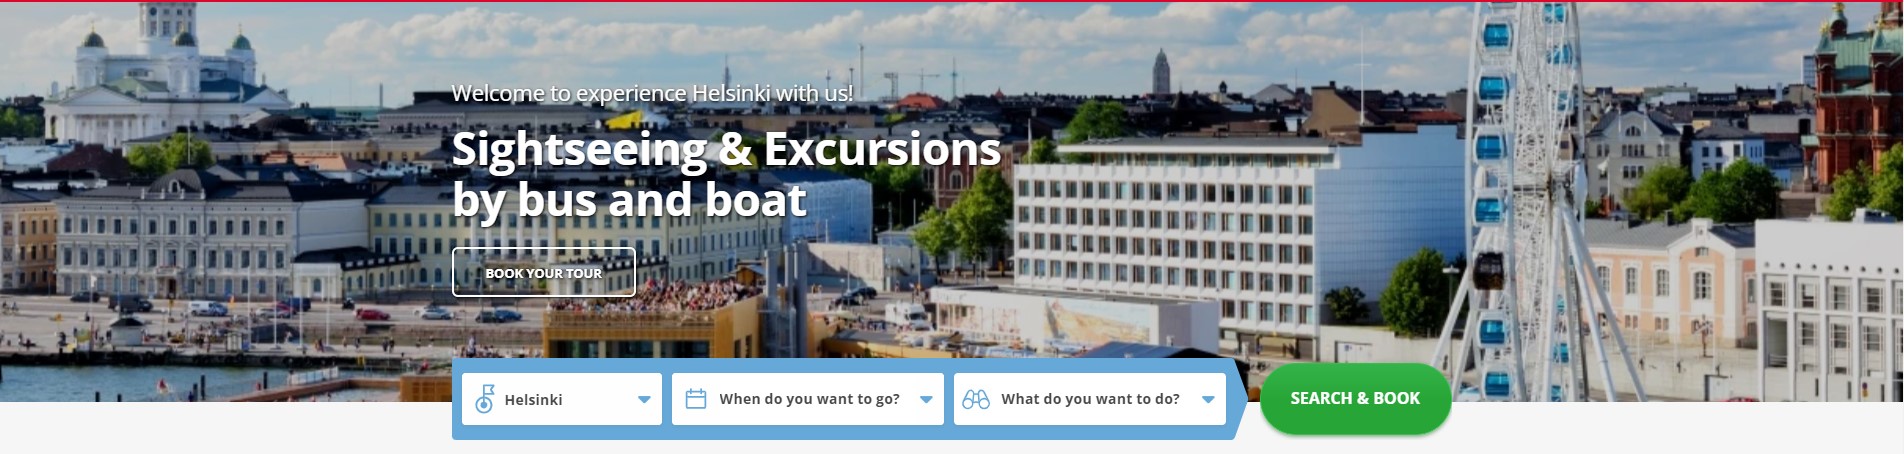 Welcome to experience Helsinki with us!
Sightseeing & Excursions
by bus and boat
BOOK YOUR TOUR
Helsinki
When do you want to go?
What do you want to do?
SEARCH & BOOK